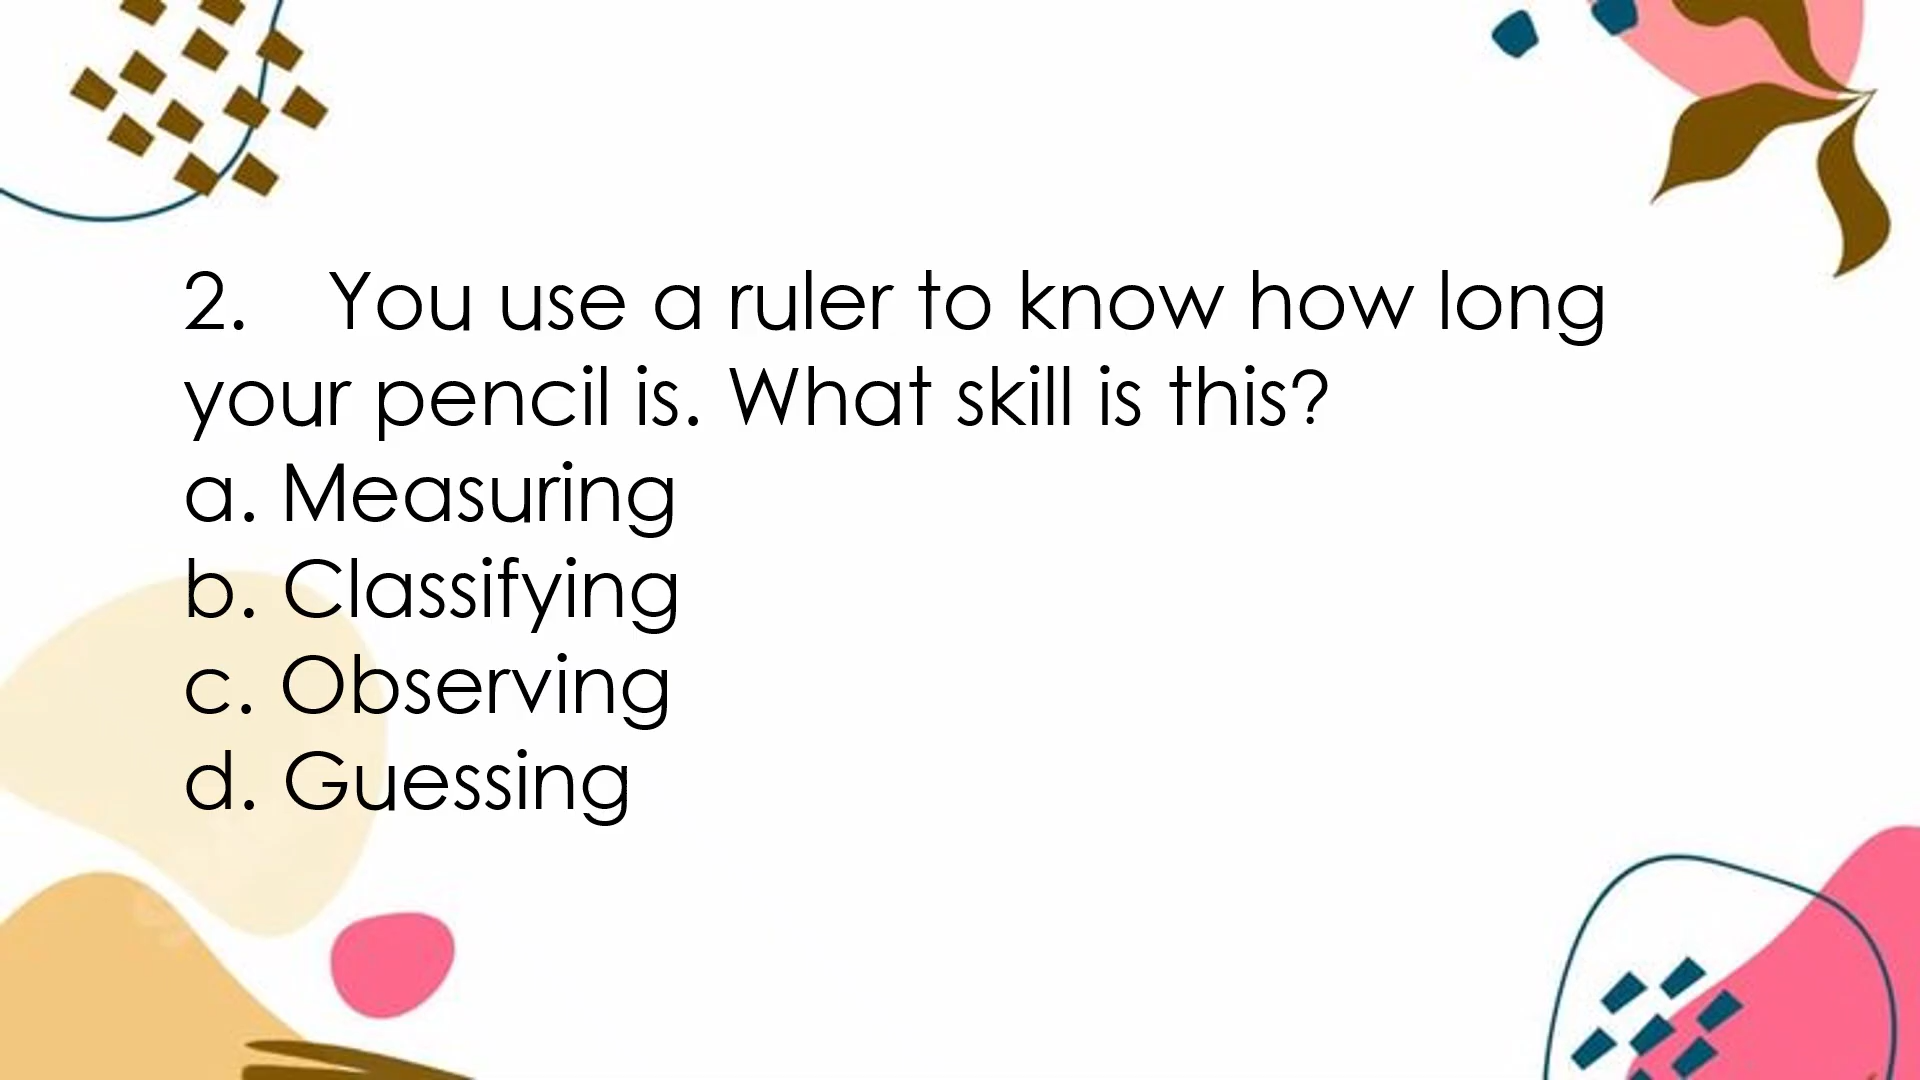 2. You use a ruler to know how long
your pencil is. What skill is this?
a. Measuring
b. Classifying
c. Observing
d. Guessing